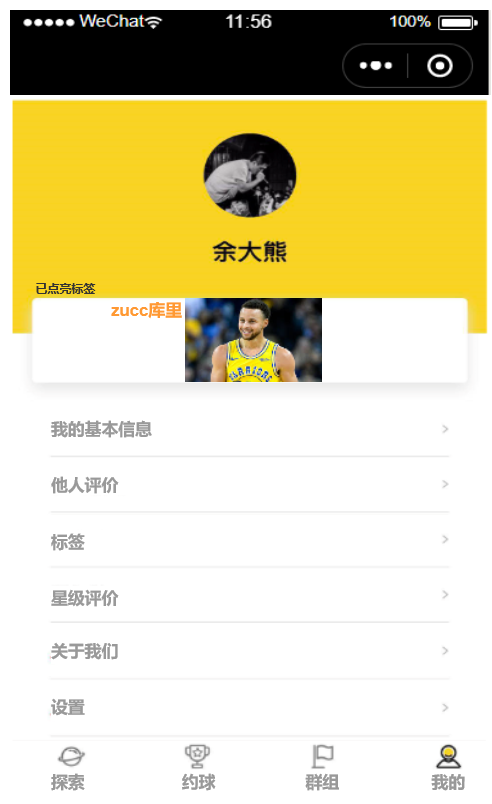 ●●●●● WeChat 11:56 100%
余大熊
已点亮标签
zucc库里
WARRIORS
我的基本信息
他人评价
标签
星级评价
关于我们
设置
探索 约球 群组 我的